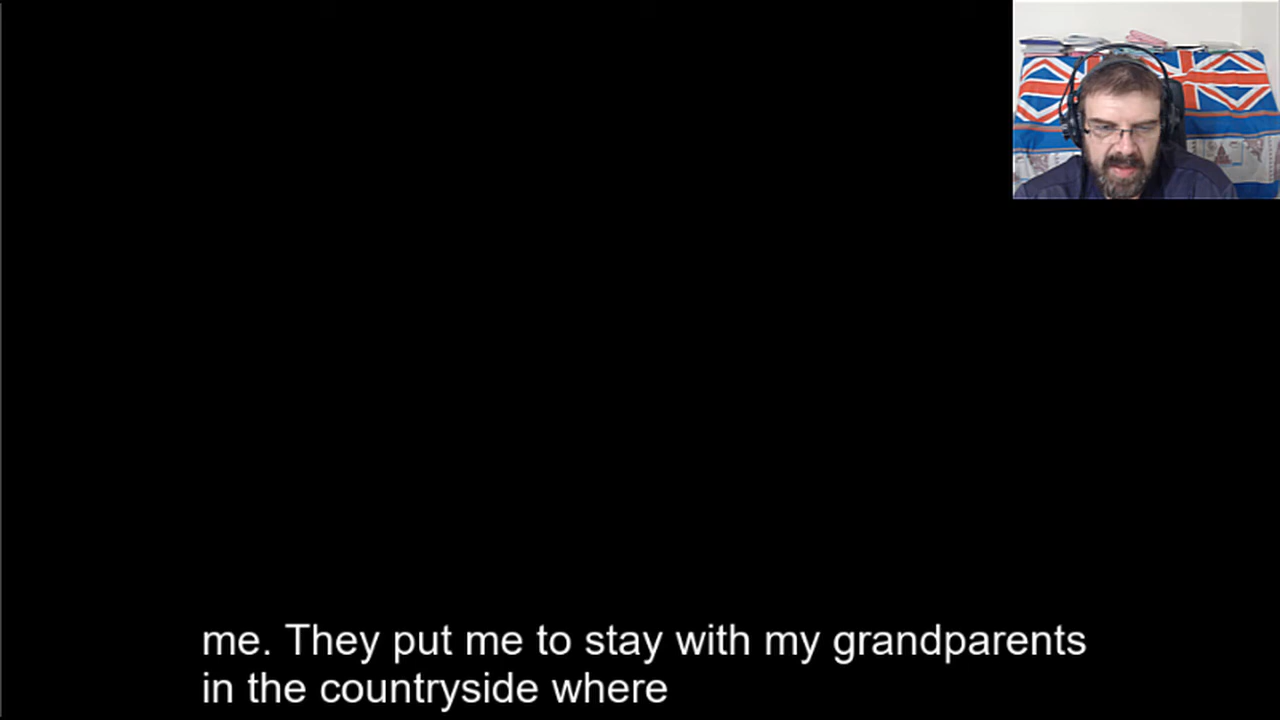 me. They put me to stay with my grandparents
in the countryside where